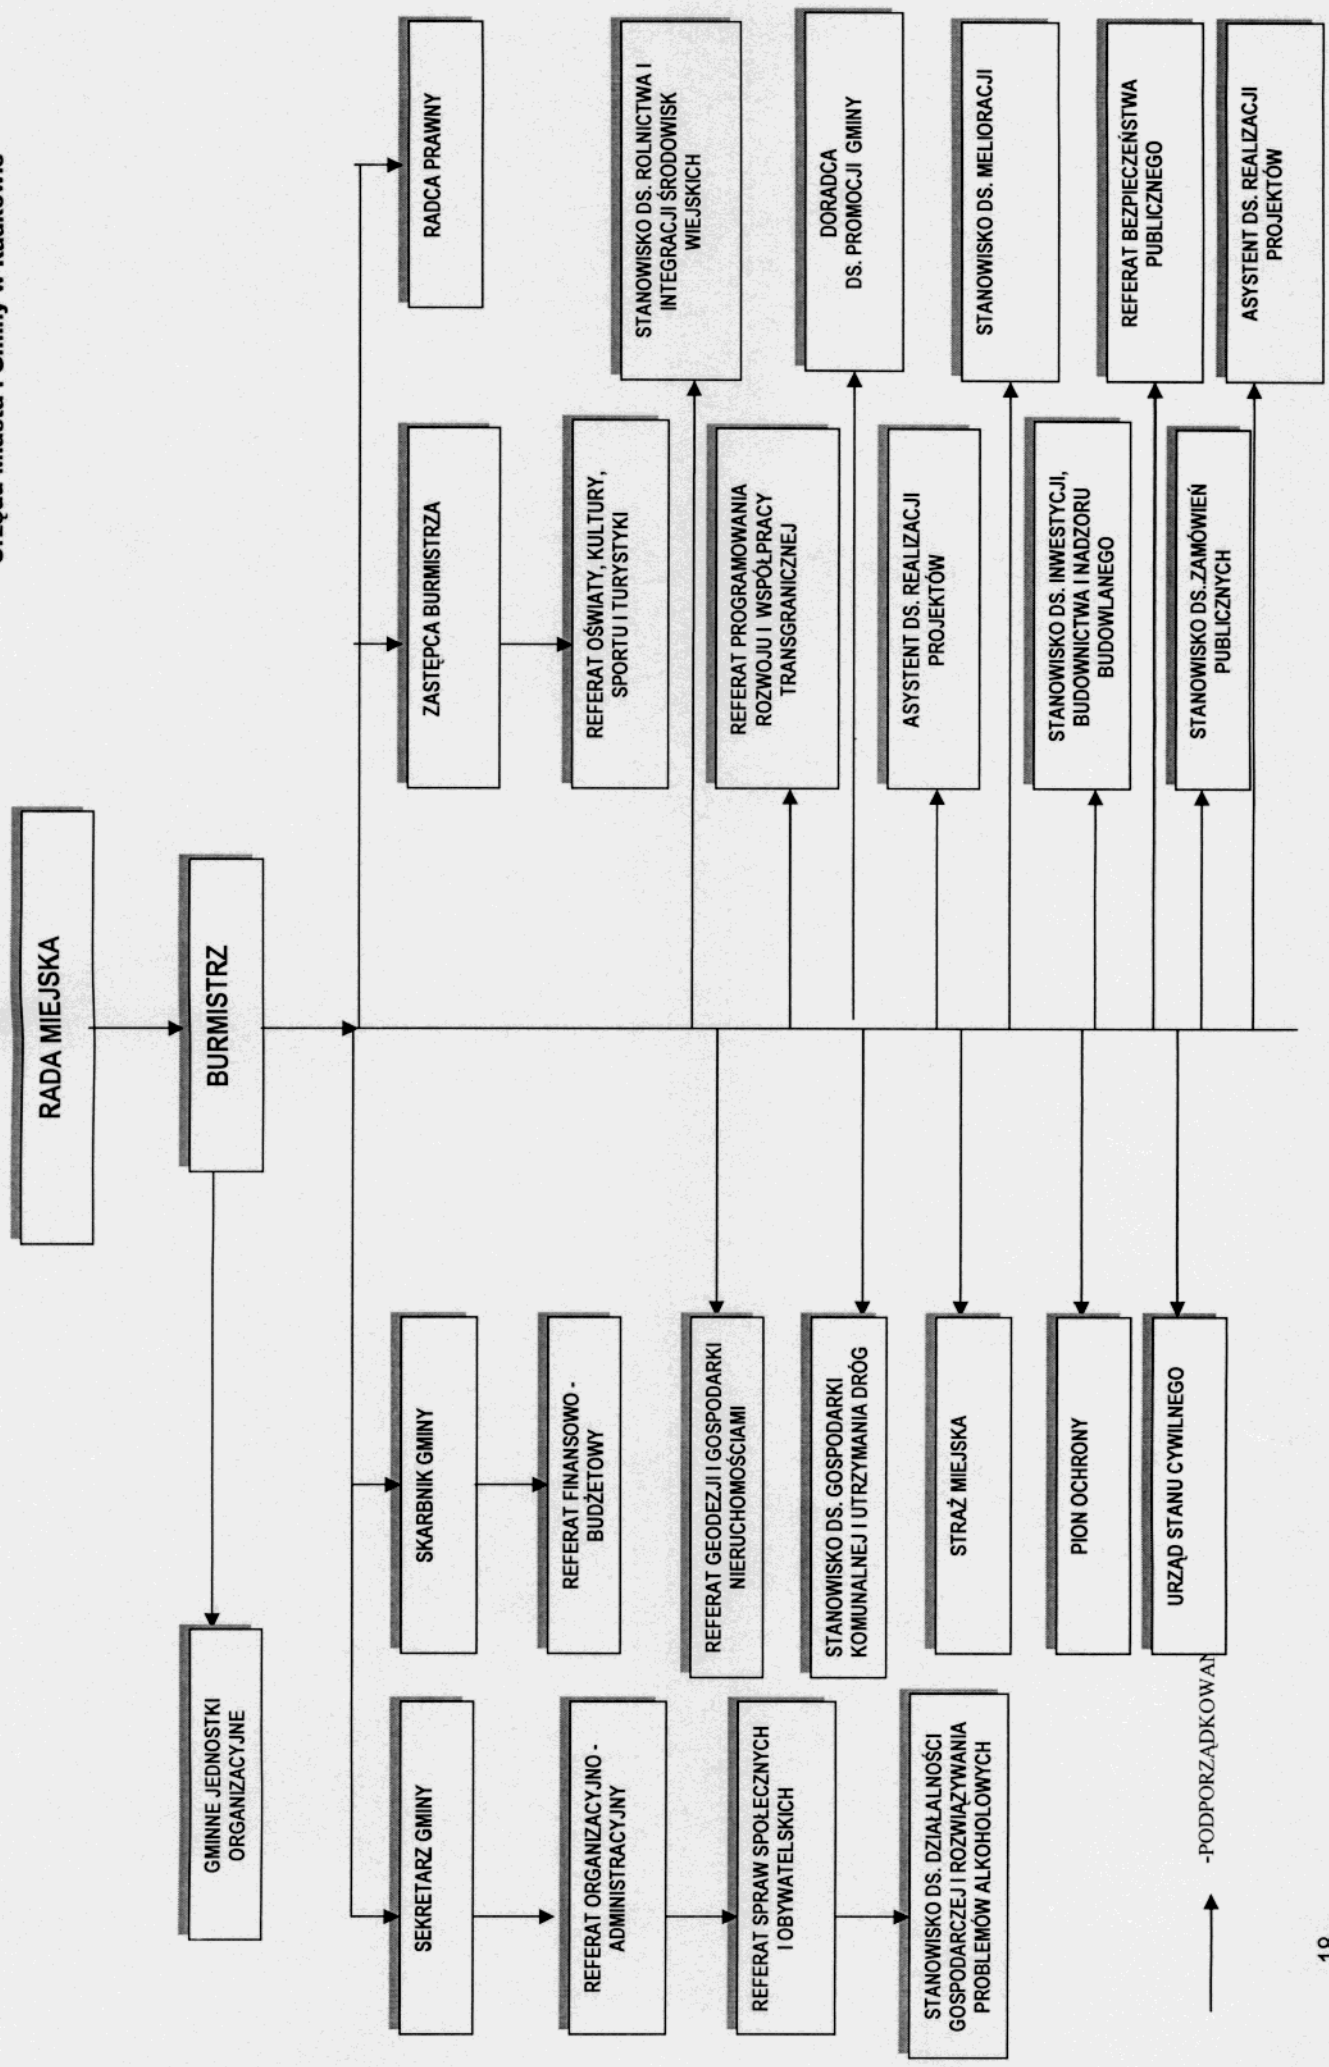 RADA MIEJSKA
BURMISTRZ
GMINNE JEDNOSTKI
ORGANIZACYJNE
SEKRETARZ GMINY
SKARBNIK GMINY
ZASTĘPCA BURMISTRZA
RADCA PRAWNY
REFERAT ORGANIZACYJNO -
ADMINISTRACYJNY
REFERAT FINANSOWO -
BUDŻETOWY
REFERAT OŚWIATY, KULTURY,
SPORTU I TURYSTYKI
STANOWISKO DS. ROLNICTWA I
INTEGRACJI ŚRODOWISK
WIEJSKICH
REFERAT SPRAW SPOŁECZNYCH
I OBYWATELSKICH
REFERAT GEODEZJI I GOSPODARKI
NIERUCHOMOŚCIAMI
REFERAT PROGRAMOWANIA
ROZWOJU I WSPÓŁPRACY
TRANSGRANICZNEJ
DORADCA
DS. PROMOCJI GMINY
STANOWISKO DS. DZIAŁALNOŚCI
GOSPODARCZEJ I ROZWIĄZYWANIA
PROBLEMÓW ALKOHOLOWYCH
STANOWISKO DS. GOSPODARKI
KOMUNALNEJ I UTRZYMANIA DRÓG
ASYSTENT DS. REALIZACJI
PROJEKTÓW
STANOWISKO DS. MELIORACJI
STRAŻ MIEJSKA
STANOWISKO DS. INWESTYCJI,
BUDOWNICTWA I NADZORU
BUDOWLANEGO
REFERAT BEZPIECZEŃSTWA
PUBLICZNEGO
PION OCHRONY
STANOWISKO DS.ZAMÓWIEŃ
PUBLICZNYCH
ASYSTENT DS. REALIZACJI
PROJEKTÓW
URZĄD STANU CYWILNEGO
-PODPORZĄDKOWAN